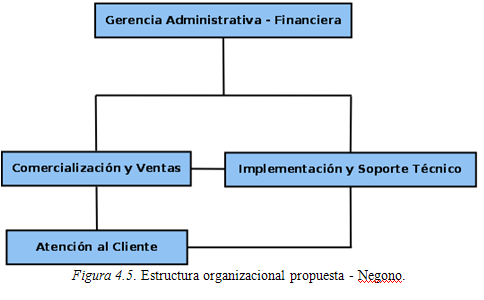 Gerencia Administrativa - Financiera
Comercialización y Ventas
Implementación y Soporte Técnico
Atención al Cliente
Figura 4.5. Estructura organizacional propuesta - Negono.